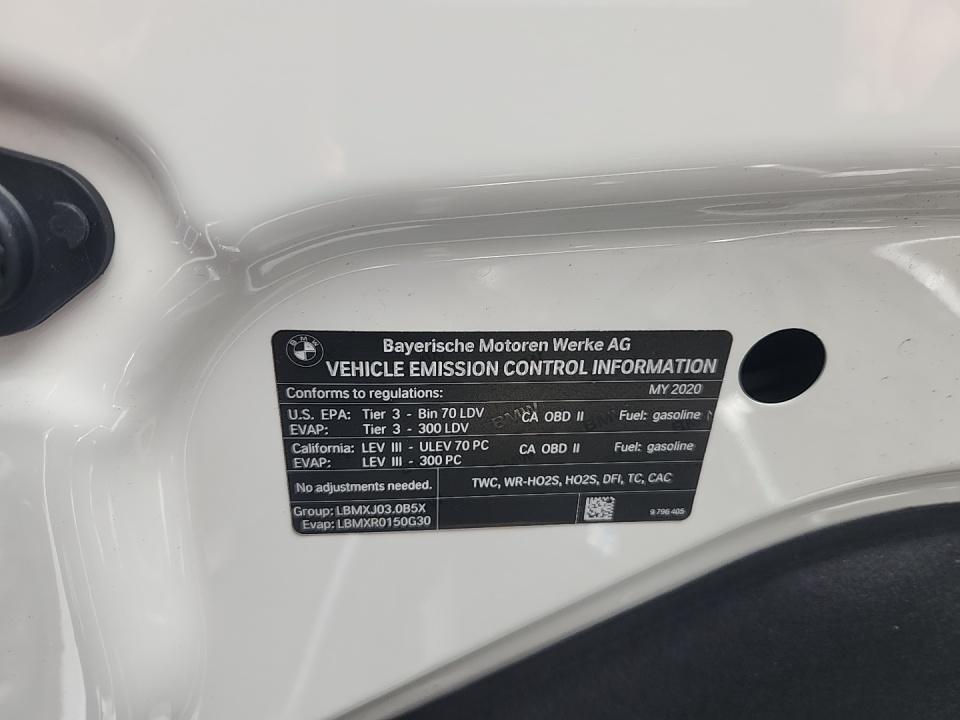 BMW
Bayerische Motoren Werke AG
VEHICLE EMISSION CONTROL INFORMATION
Conforms to regulations: MY 2020
U.S. EPA: Tier 3 - Bin 70 LDV CA OBD II Fuel: gasoline
EVAP: Tier 3 - 300 LDV
California: LEV III - ULEV 70 PC CA OBD II Fuel: gasoline
EVAP: LEV III - 300 PC
No adjustments needed. TWC, WR-HO2S, HO2S, DFI, TC, CAC
Group: LBMXJ03.0B5X
Evap: LBMXR0150G30
9 796 405